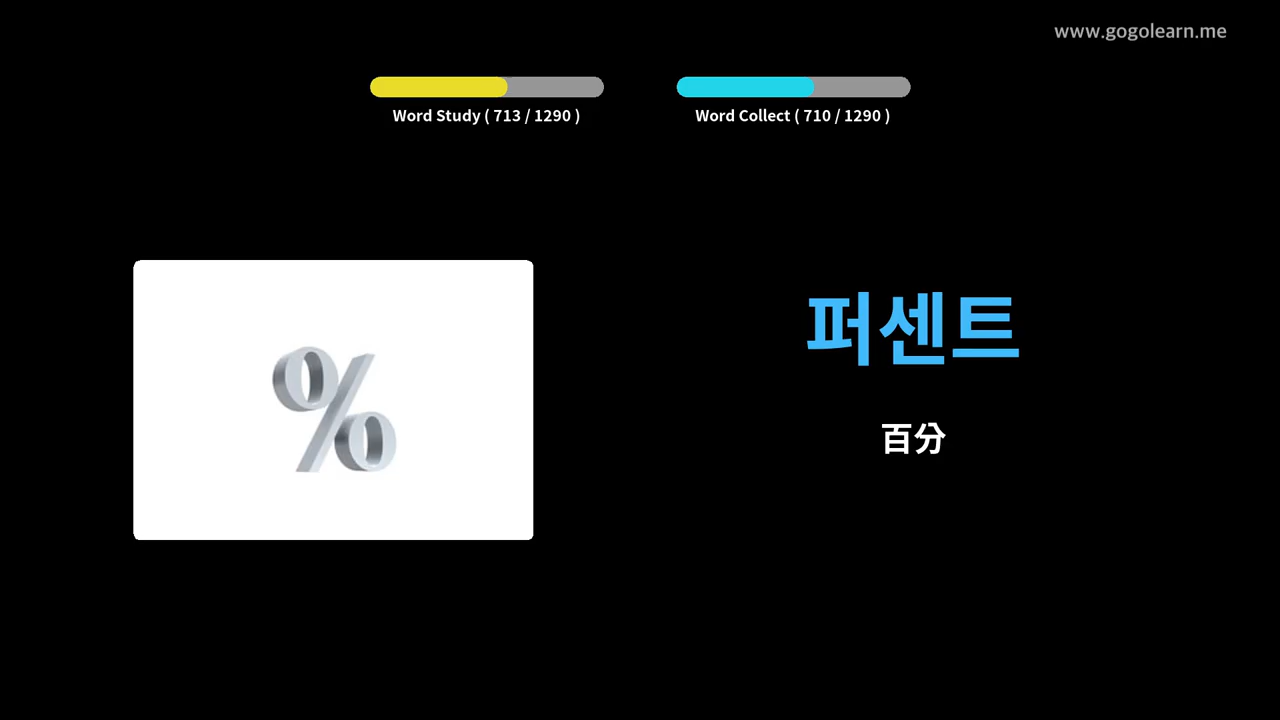 www.gogolearn.me
Word Study ( 713 / 1290 )
Word Collect ( 710 / 1290 )
%
퍼센트
百分